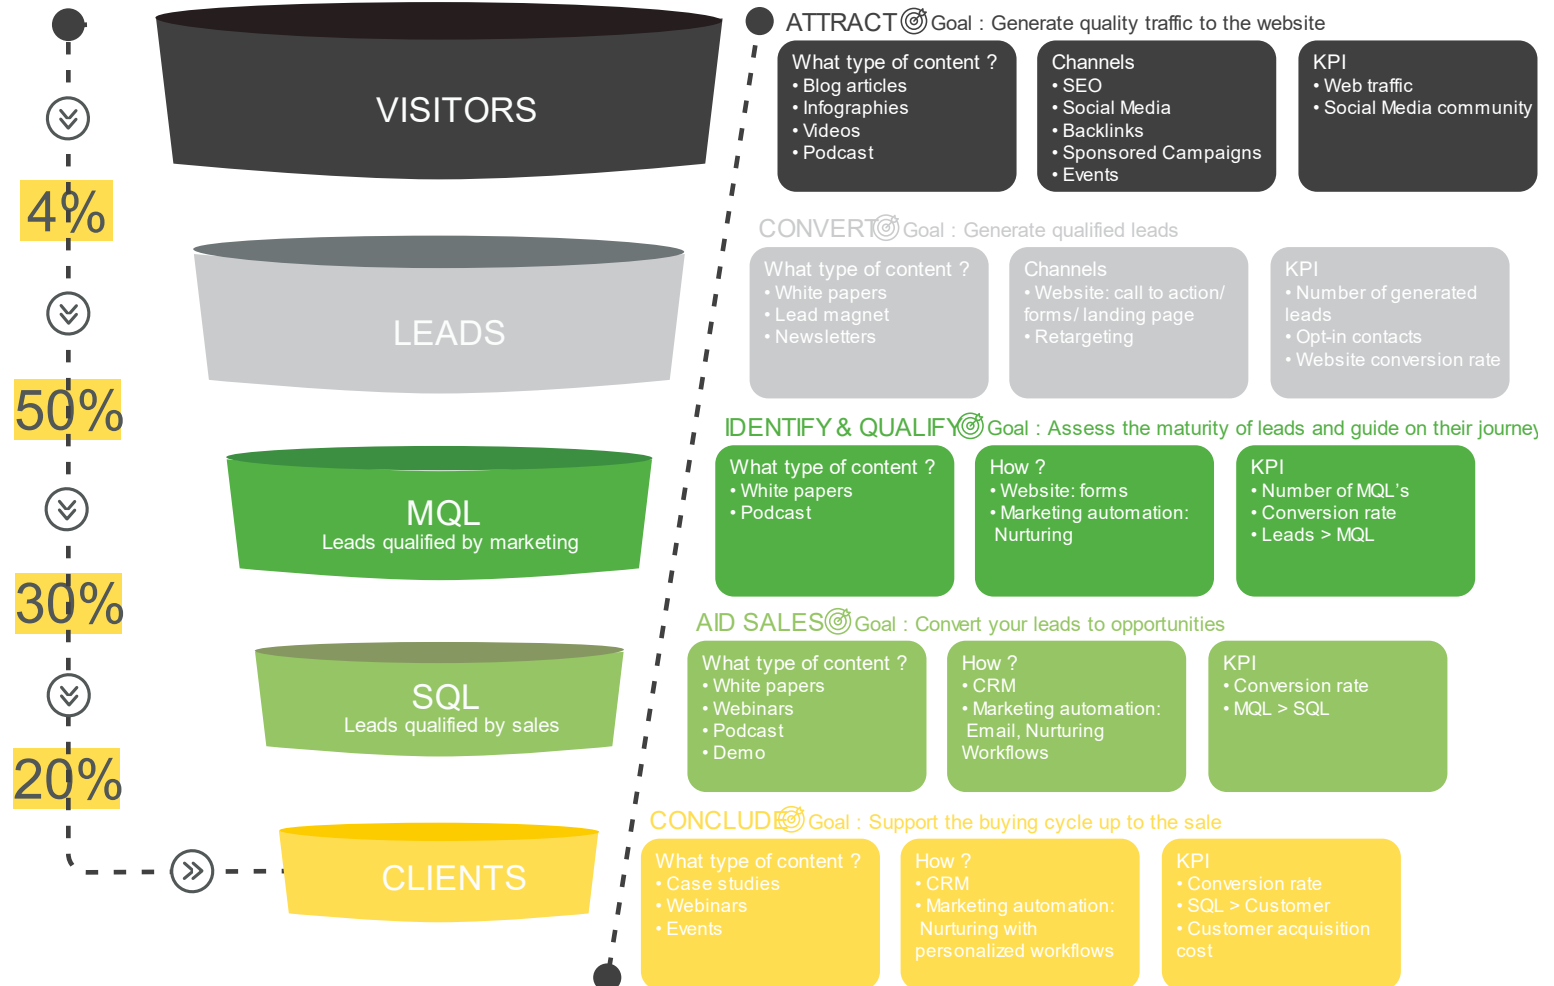 VISITORS
4%
LEADS
50%
MQL
Leads qualified by marketing
30%
SQL
Leads qualified by sales
20%
CLIENTS
ATTRACT Goal : Generate quality traffic to the website
What type of content ?
• Blog articles
• Infographies
• Videos
• Podcast
Channels
• SEO
• Social Media
• Backlinks
• Sponsored Campaigns
• Events
KPI
• Web traffic
• Social Media community
CONVERT Goal : Generate qualified leads
What type of content ?
• White papers
• Lead magnet
• Newsletters
Channels
• Website: call to action/
forms/ landing page
• Retargeting
KPI
• Number of generated
leads
• Opt-in contacts
• Website conversion rate
IDENTIFY & QUALIFY Goal : Assess the maturity of leads and guide on their journey
What type of content ?
• White papers
• Podcast
How ?
• Website: forms
• Marketing automation:
Nurturing
KPI
• Number of MQL's
• Conversion rate
• Leads > MQL
AID SALES Goal : Convert your leads to opportunities
What type of content ?
• White papers
• Webinars
• Podcast
• Demo
How ?
• CRM
• Marketing automation:
Email, Nurturing
Workflows
KPI
• Conversion rate
• MQL > SQL
CONCLUDE Goal : Support the buying cycle up to the sale
What type of content ?
• Case studies
• Webinars
• Events
How ?
• CRM
• Marketing automation:
Nurturing with
personalized workflows
KPI
• Conversion rate
• SQL > Customer
• Customer acquisition
cost